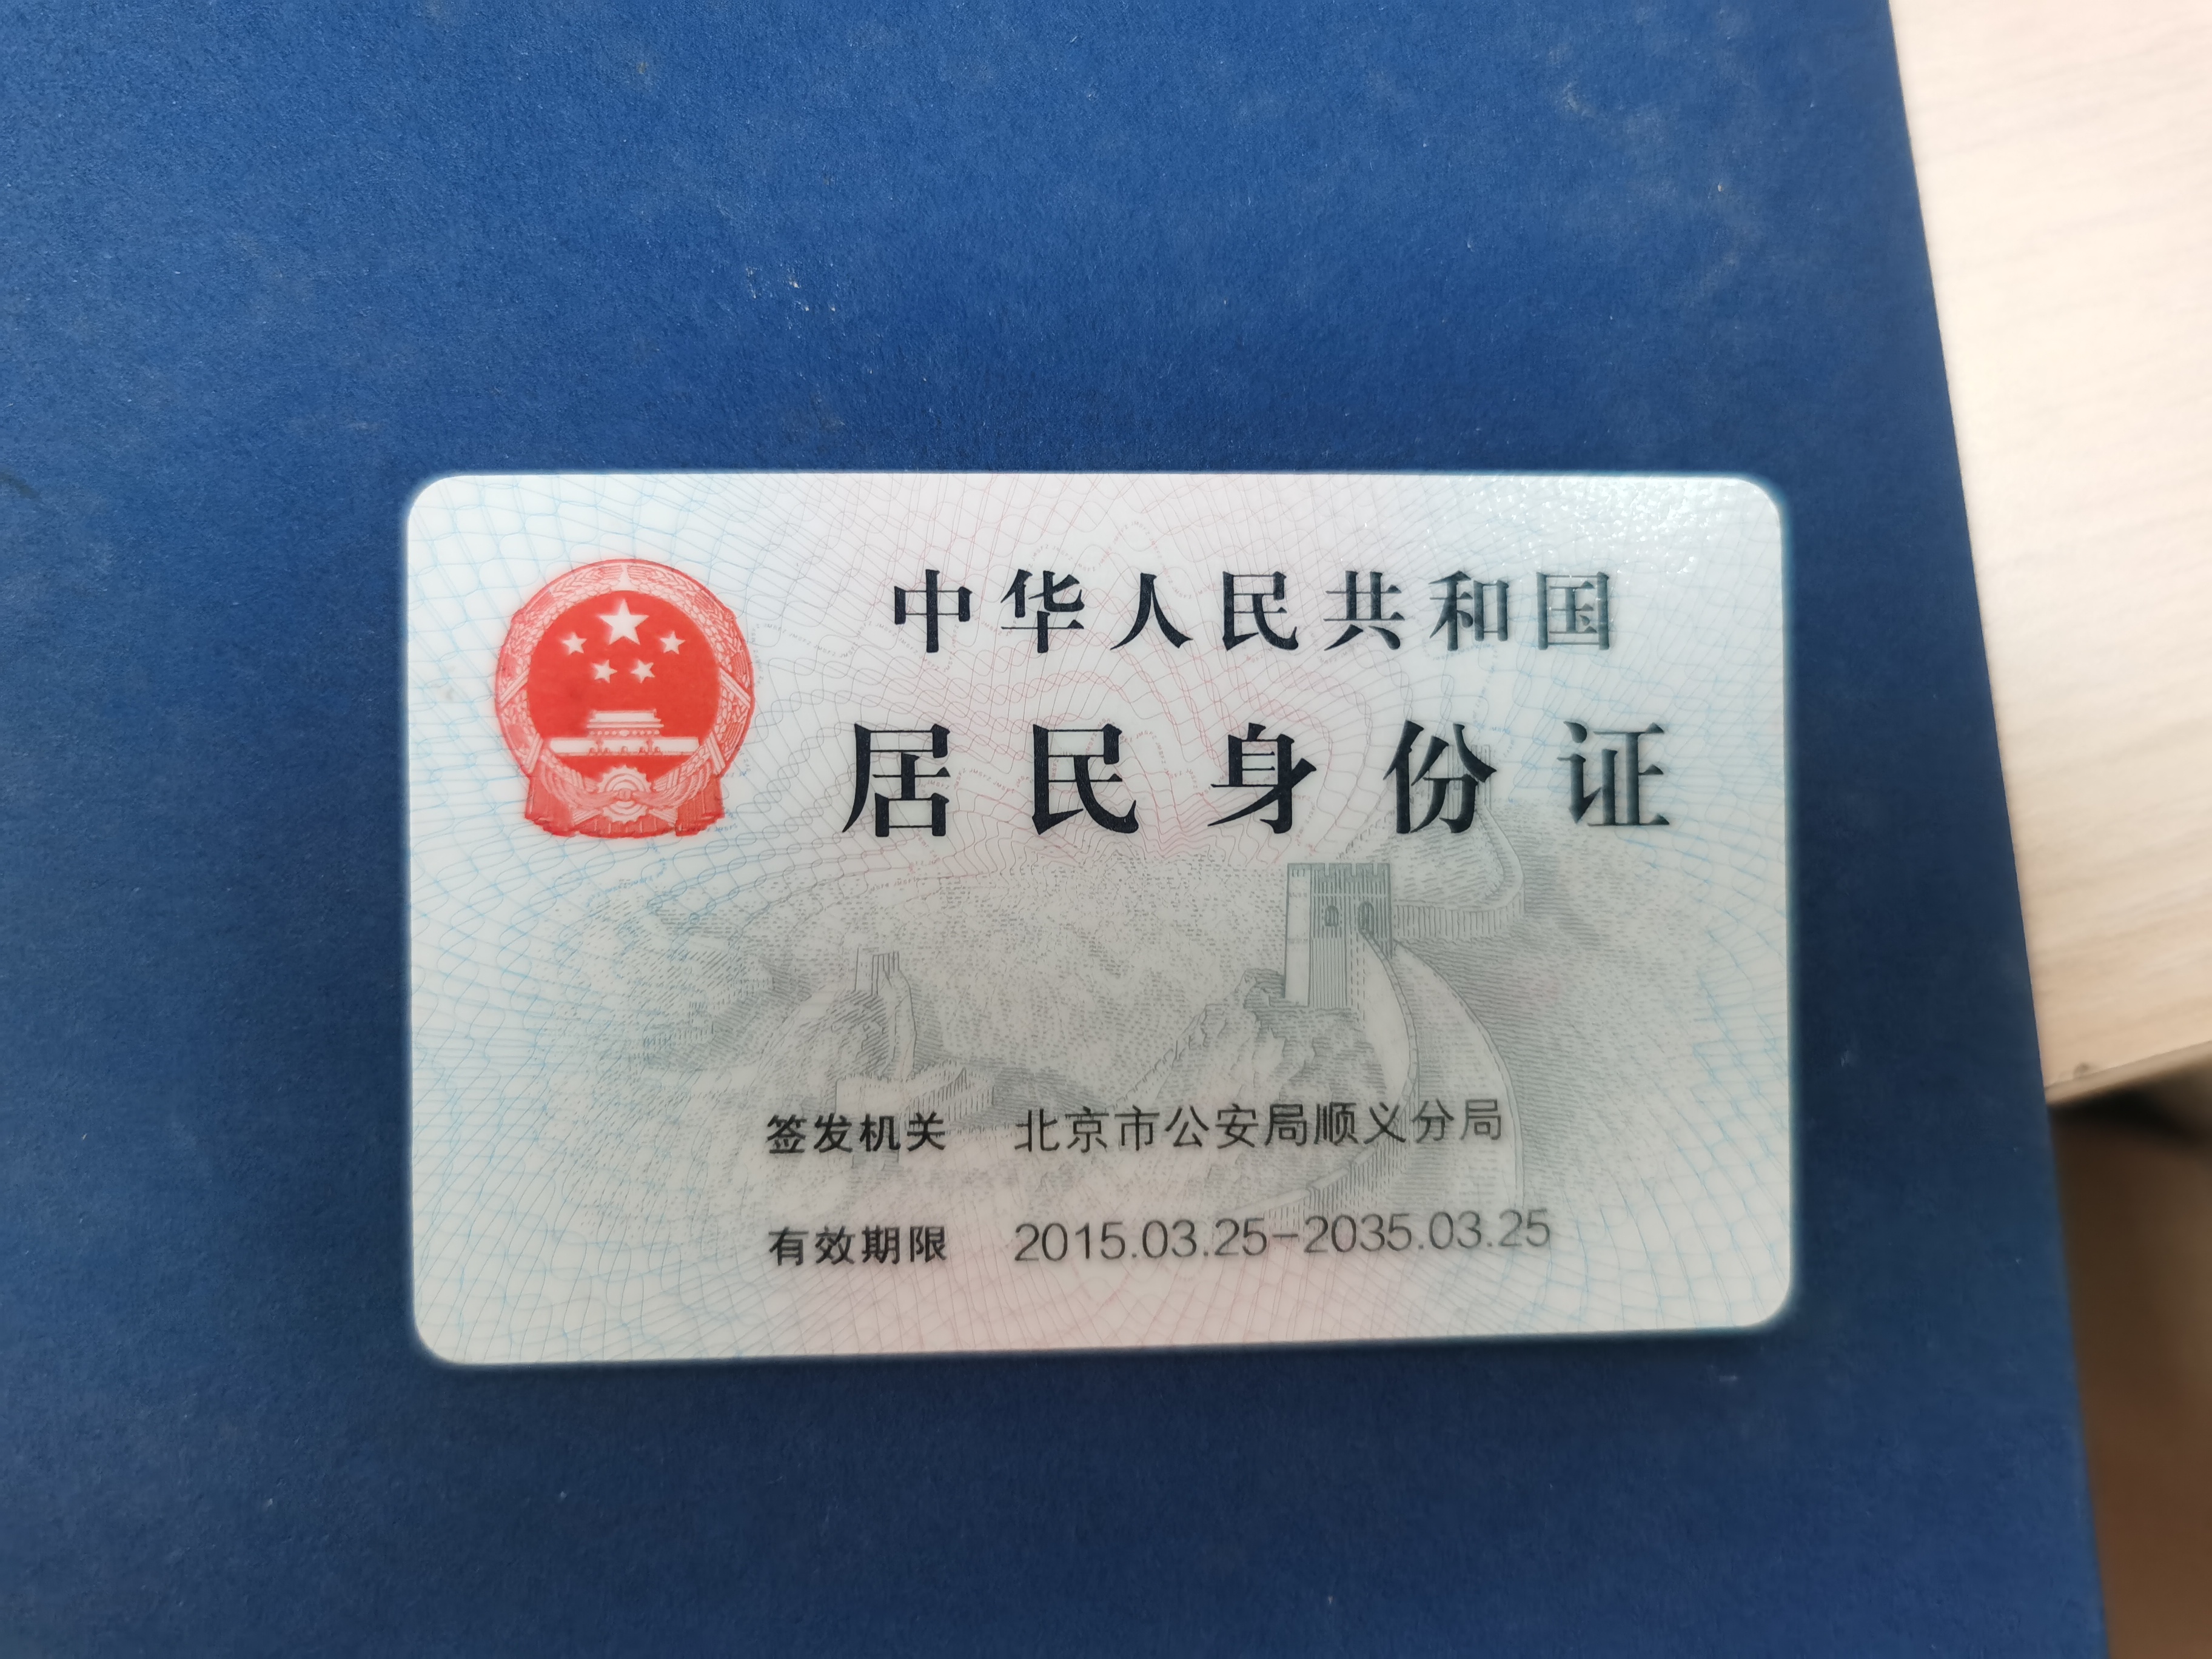 中华人民共和国
居民身份证
签发机关 北京市公安局顺义分局
有效期限 2015.03.25-2035.03.25